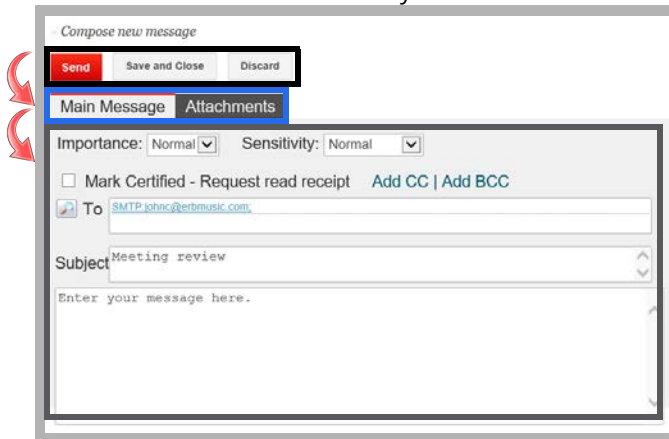 Compose new message
Send Save and Close Discard
Main Message Attachments
Importance: Normal Sensitivity: Normal
Mark Certified - Request read receipt Add CC | Add BCC
To SMTP:johnc@erbmusic.com;
Subject Meeting review
Enter your message here.